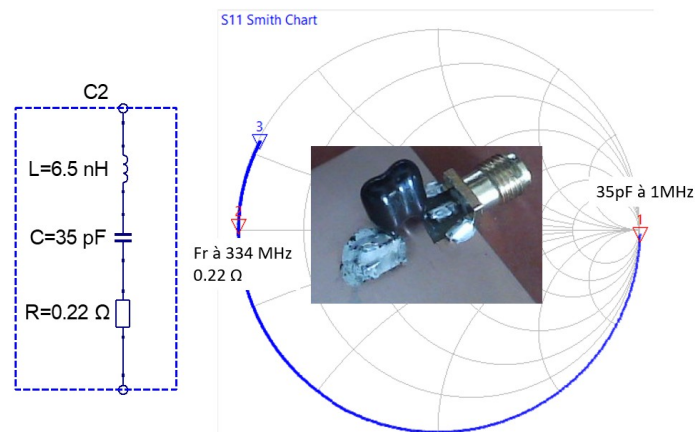 S11 Smith Chart
C2
L=6.5 nH
C=35 pF
R=0.22 Ω
3
2
Fr à 334 MHz
0.22 Ω
35pF à 1MHz
1